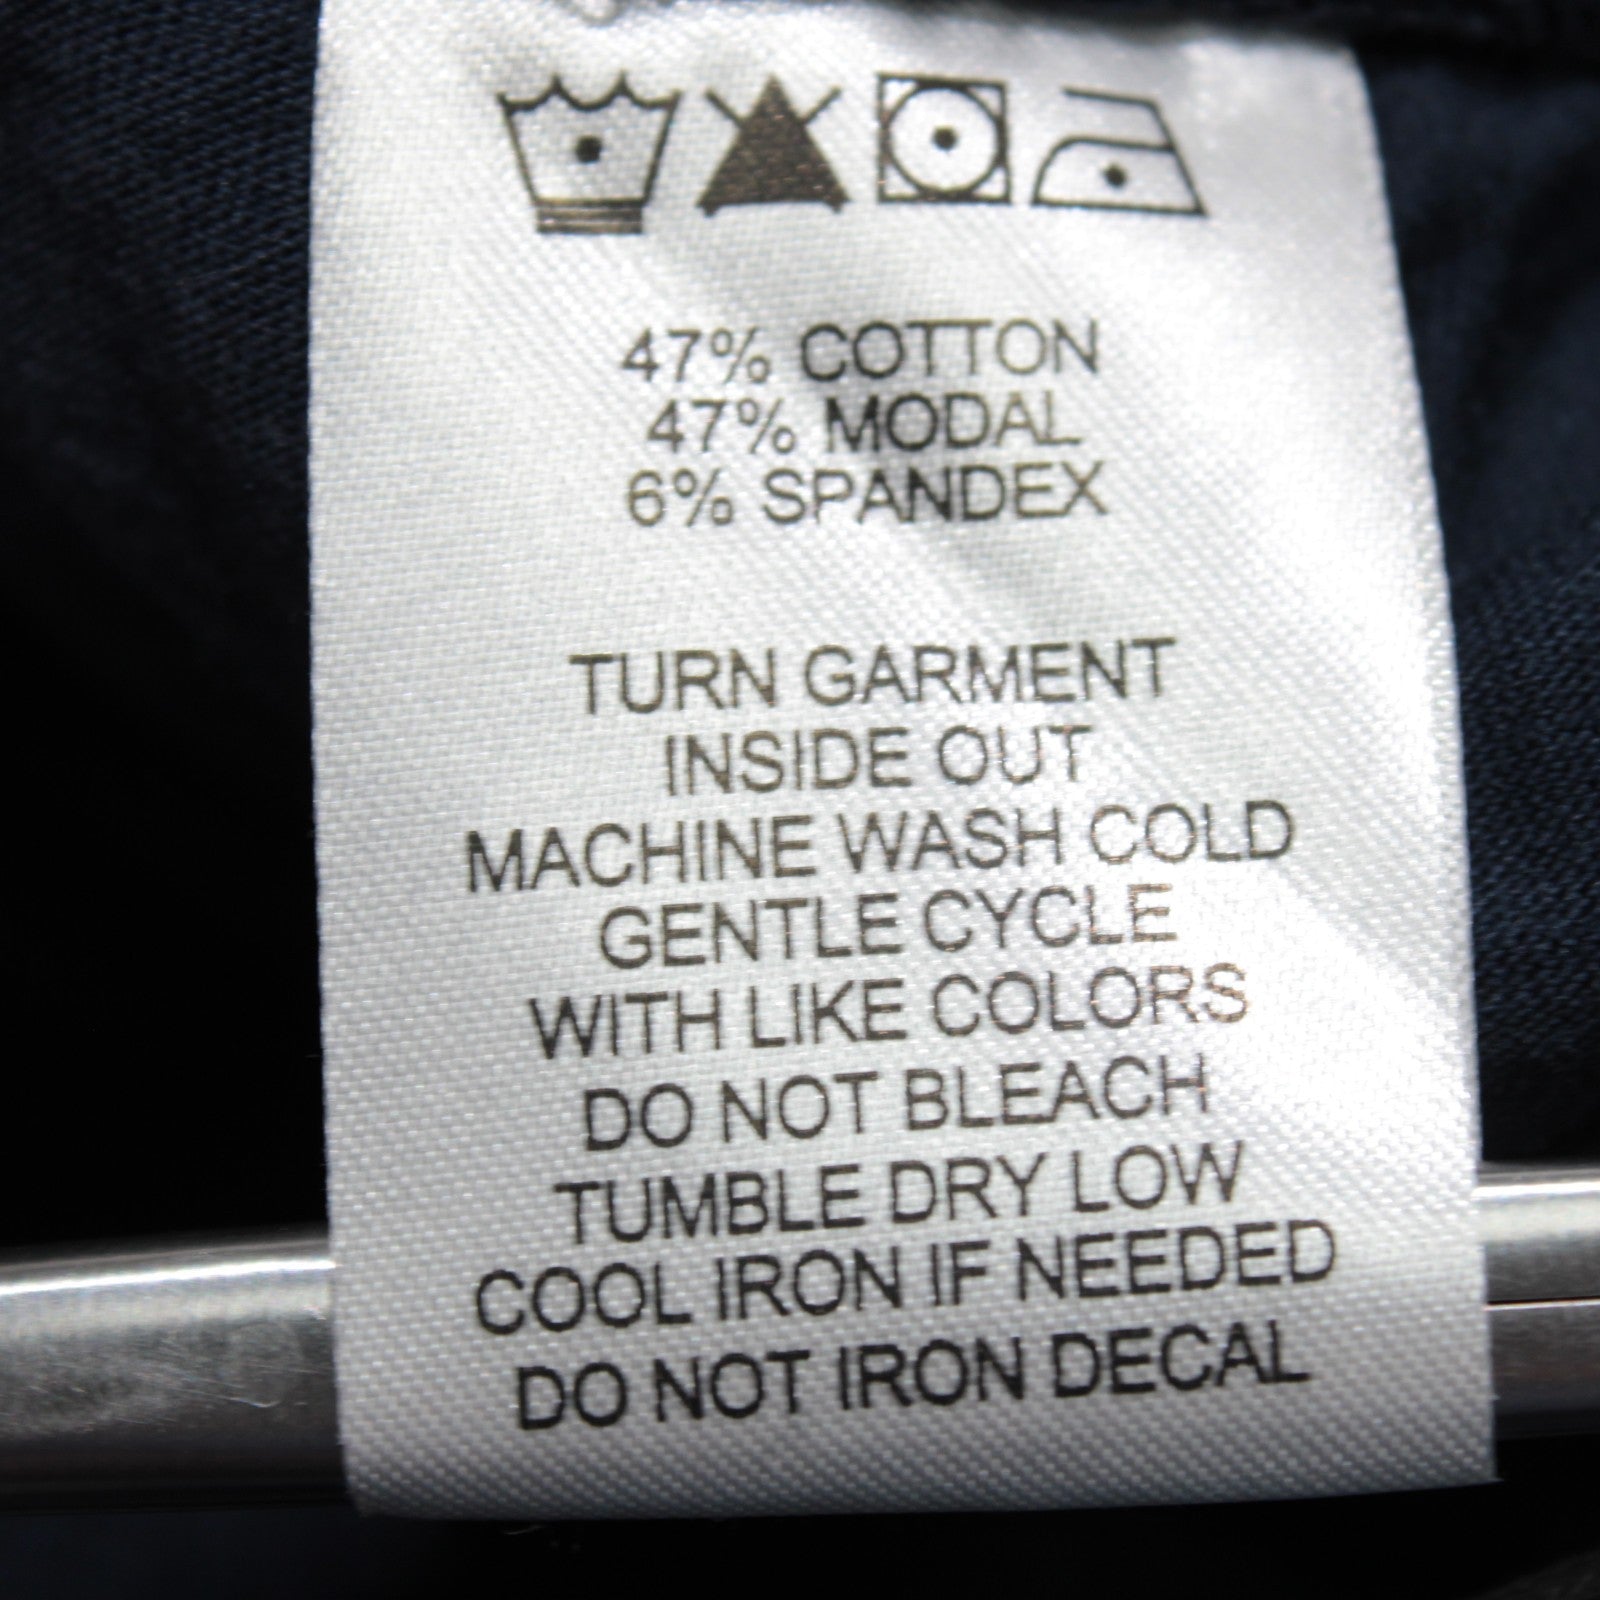 47% COTTON
47% MODAL
6% SPANDEX
TURN GARMENT
INSIDE OUT
MACHINE WASH COLD
GENTLE CYCLE
WITH LIKE COLORS
DO NOT BLEACH
TUMBLE DRY LOW
COOL IRON IF NEEDED
DO NOT IRON DECAL